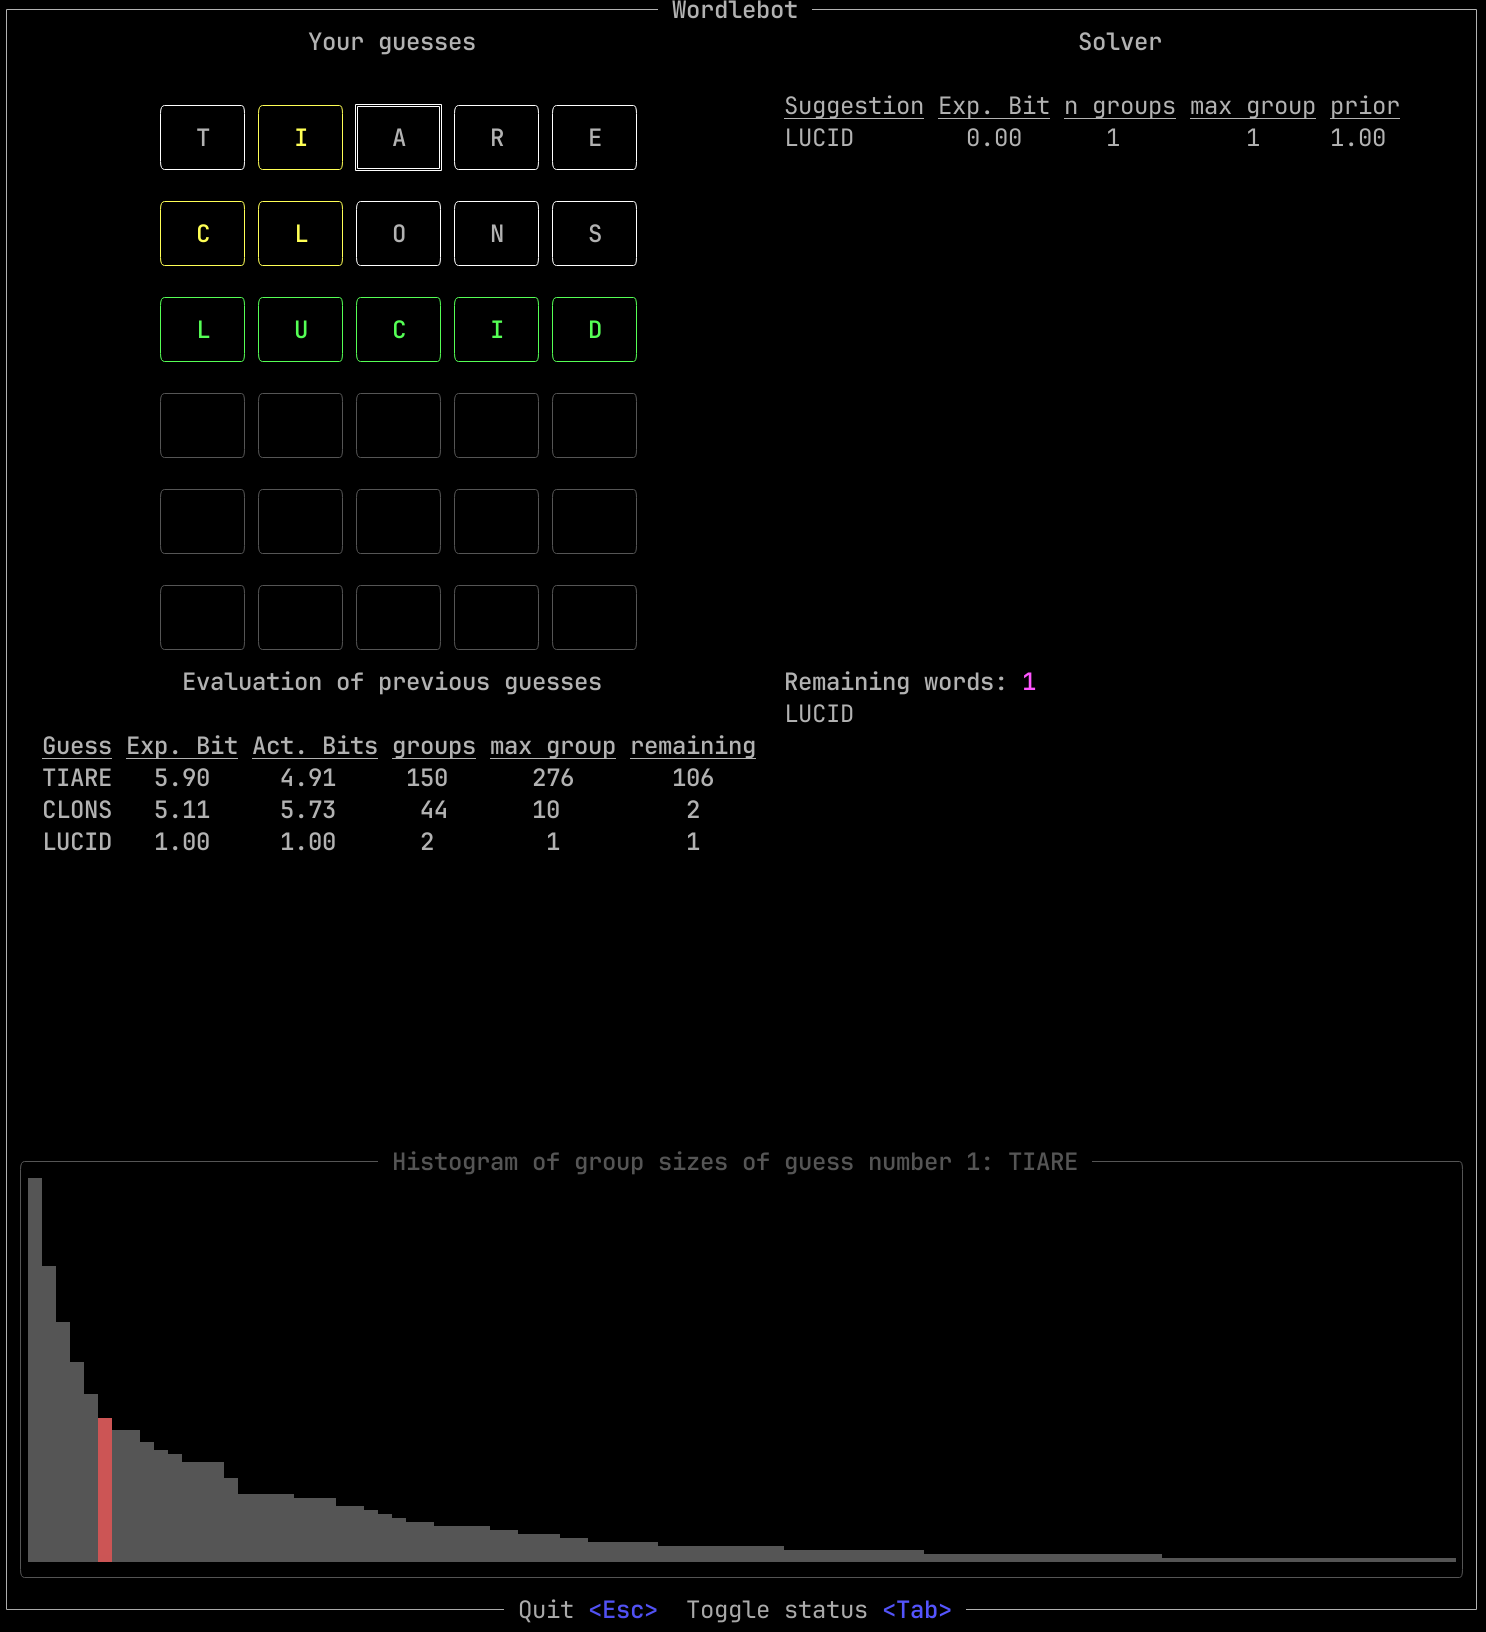 Wordlebot
Your guesses
T I A R E
C L O N S
L U C I D
Evaluation of previous guesses
Guess Exp. Bit Act. Bits groups max group remaining
TIARE 5.90 4.91 150 276 106
CLONS 5.11 5.73 44 10 2
LUCID 1.00 1.00 2 1 1
Solver
Suggestion Exp. Bit n groups max group prior
LUCID 0.00 1 1 1.00
Remaining words: 1
LUCID
Histogram of group sizes of guess number 1: TIARE
Quit <Esc> Toggle status <Tab>